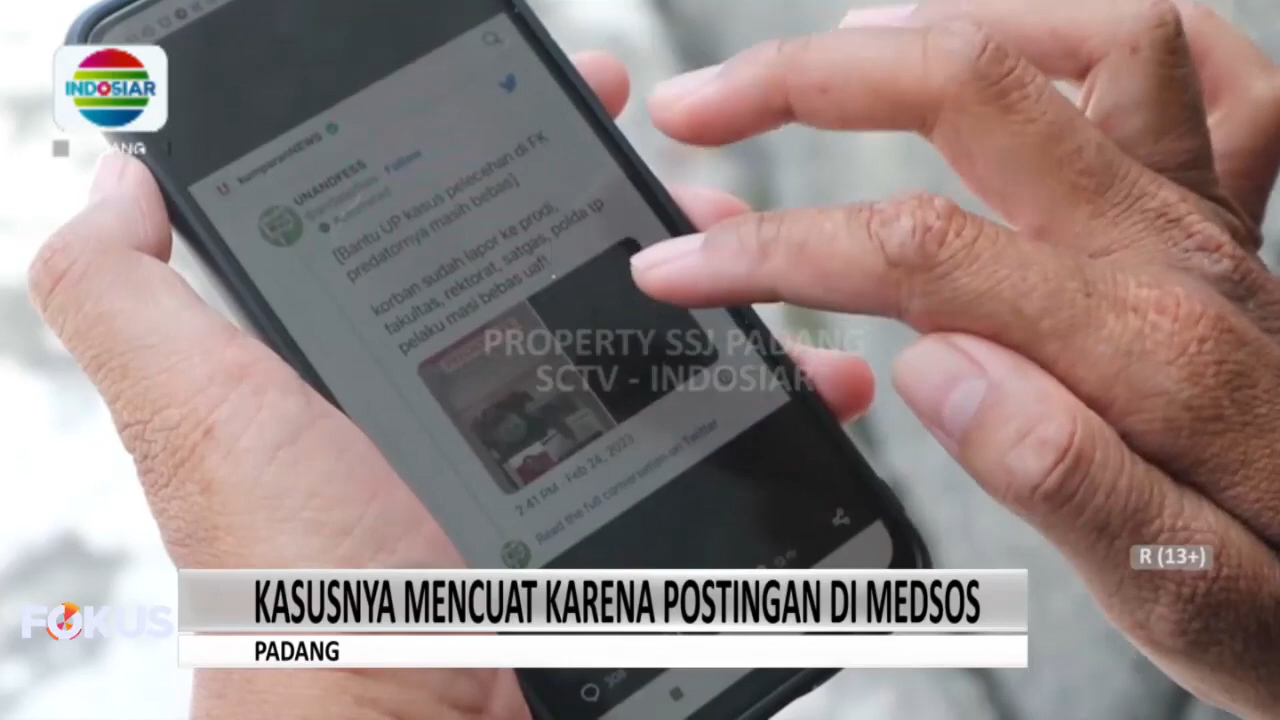 INDOSIAR
kumparanNEWS
UNANDFESS
Follow
[Bantu UP kasus pelecehan di FK
predatornya masih bebas]
korban sudah lapor ke prodi,
fakultas, rektorat, satgas, polda tp
pelaku masi bebas uaf!
PROPERTY SSJ PADANG
SCTV - INDOSIAR
2:41 PM · Feb 24, 2023
Read the full conversation on Twitter
R (13+)
FOKUS
KASUSNYA MENCUAT KARENA POSTINGAN DI MEDSOS
PADANG